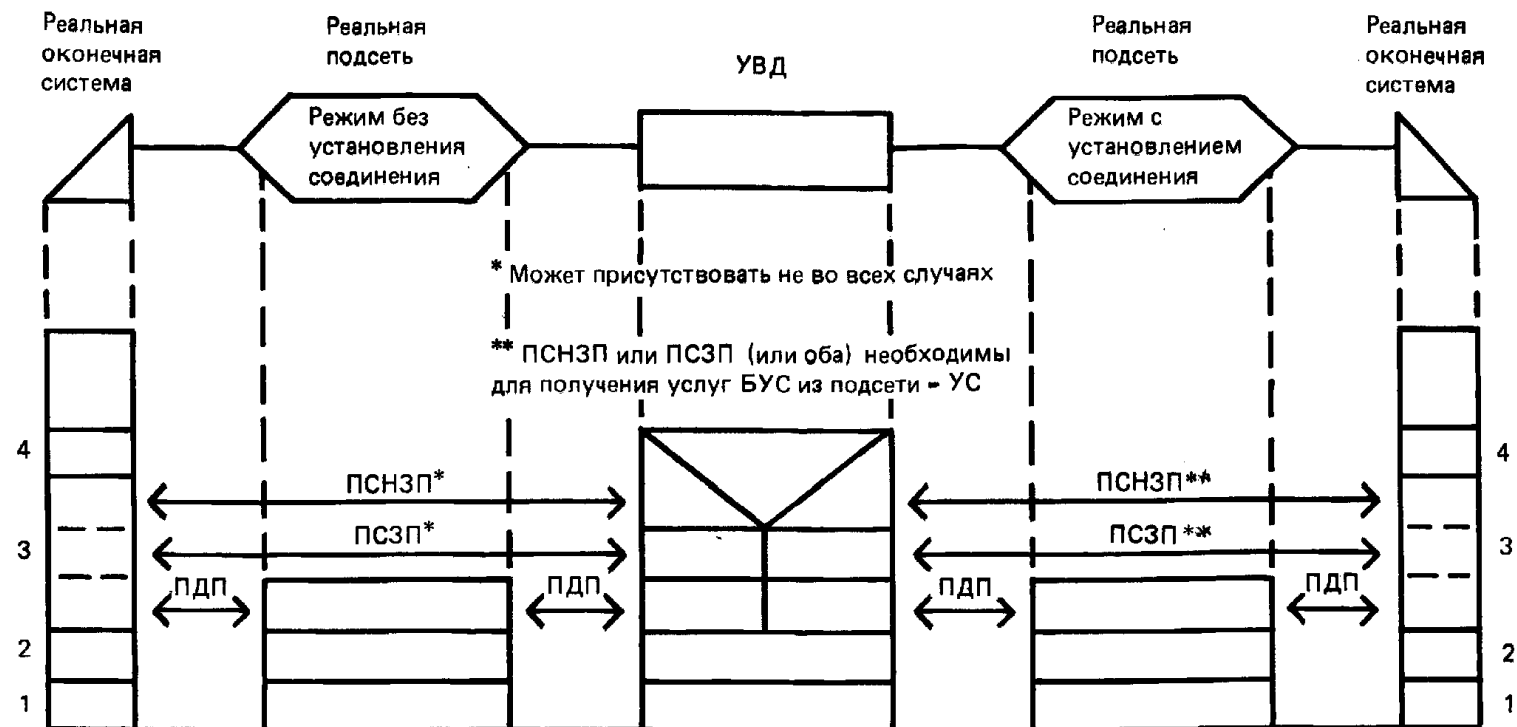 Реальная
оконечная
система
Реальная
подсеть
УВД
Реальная
подсеть
Реальная
оконечная
система
Режим без
установления
соединения
Режим с
установлением
соединения
* Может присутствовать не во всех случаях
** ПСНЗП или ПСЗП (или оба) необходимы
для получения услуг БУС из подсети – УС
4
ПСНЗП*
ПСНЗП**
4
3
ПСЗП*
ПСЗП**
3
ПДП
ПДП
ПДП
ПДП
2
2
1
1